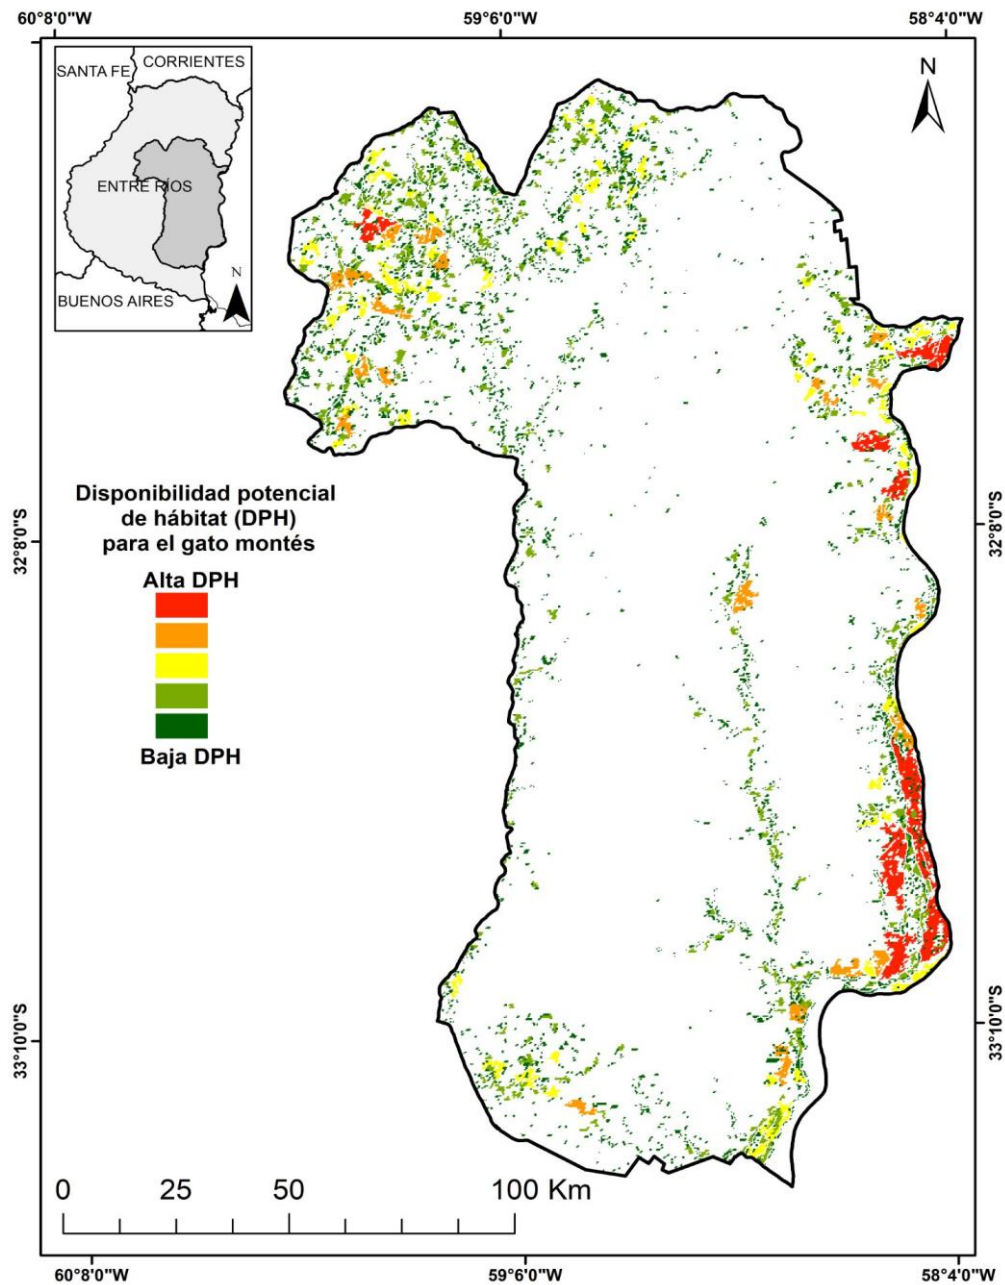 60°8'0"W
59°6'0"W
58°4'0"W
SANTA FE
CORRIENTES
ENTRE RÍOS
BUENOS AIRES
N
N
Disponibilidad potencial
de hábitat (DPH)
para el gato montés
Alta DPH
Baja DPH
32°8'0"S
32°8'0"S
33°10'0"S
33°10'0"S
0 25 50 100 Km
60°8'0"W
59°6'0"W
58°4'0"W